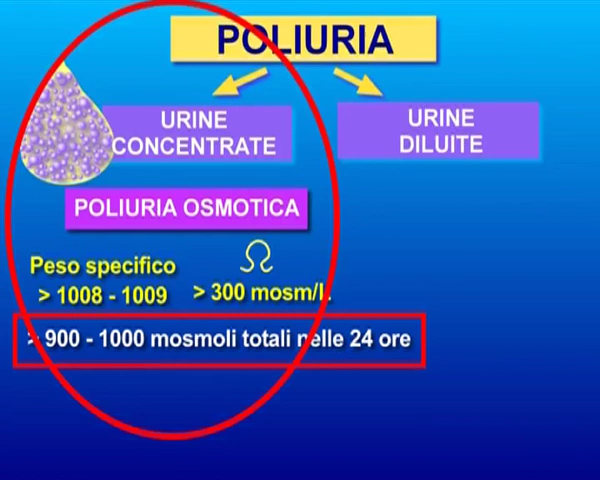 POLIURIA
URINE
CONCENTRATE
URINE
DILUITE
POLIURIA OSMOTICA
Peso specifico
> 1008 - 1009
Ω
> 300 mosm/l.
> 900 - 1000 mosmoli totali nelle 24 ore